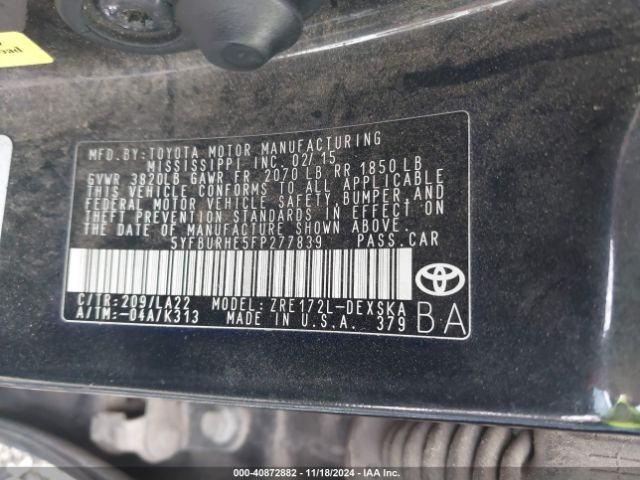 MFD.BY:TOYOTA MOTOR MANUFACTURING
MISSISSIPPI INC. 02/15
GVWR 3820LB GAWR FR 2070 LB RR 1850 LB
THIS VEHICLE CONFORMS TO ALL APPLICABLE
FEDERAL MOTOR VEHICLE SAFETY, BUMPER, AND
THEFT PREVENTION STANDARDS IN EFFECT ON
THE DATE OF MANUFACTURE SHOWN ABOVE.
5YFBURHE5FP277839 PASS.CAR
C/TR:209/LA22 MODEL:ZRE172L-DEXSKA
A/TM:-04A/K313 MADE IN U.S.A. 379
BA
000-40872882 | 11/18/2024 | IAA Inc.